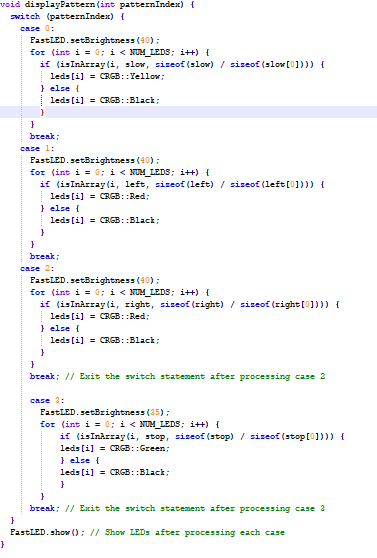 void displayPattern(int patternIndex) {
switch (patternIndex) {
case 0:
FastLED.setBrightness(40);
for (int i = 0; i < NUM_LEDS; i++) {
if (isInArray(i, slow, sizeof(slow) / sizeof(slow[0]))) {
leds[i] = CRGB::Yellow;
} else {
leds[i] = CRGB::Black;
}
}
break;
case 1:
FastLED.setBrightness(40);
for (int i = 0; i < NUM_LEDS; i++) {
if (isInArray(i, left, sizeof(left) / sizeof(left[0]))) {
leds[i] = CRGB::Red;
} else {
leds[i] = CRGB::Black;
}
}
break;
case 2:
FastLED.setBrightness(40);
for (int i = 0; i < NUM_LEDS; i++) {
if (isInArray(i, right, sizeof(right) / sizeof(right[0]))) {
leds[i] = CRGB::Red;
} else {
leds[i] = CRGB::Black;
}
}
break; // Exit the switch statement after processing case 2
case 3:
FastLED.setBrightness(35);
for (int i = 0; i < NUM_LEDS; i++) {
if (isInArray(i, stop, sizeof(stop) / sizeof(stop[0]))) {
leds[i] = CRGB::Green;
} else {
leds[i] = CRGB::Black;
}
}
break; // Exit the switch statement after processing case 3
}
FastLED.show(); // Show LEDs after processing each case
}